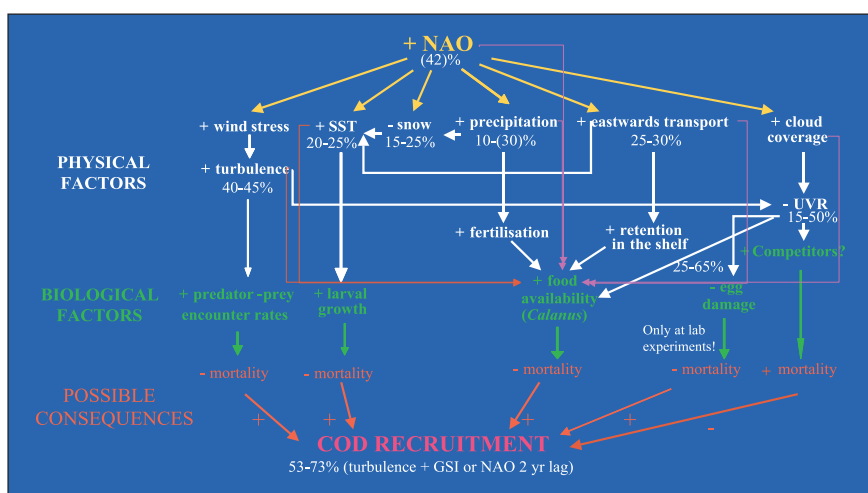 + NAO
(42)%
+ wind stress
+ SST
20-25%
- snow
15-25%
+ precipitation
10-(30)%
+ eastwards transport
25-30%
+ cloud
coverage
PHYSICAL
FACTORS
+ turbulence
40-45%
- UVR
15-50%
+ fertilisation
+ retention
in the shelf
+ Competitors?
25-65%
BIOLOGICAL
FACTORS
+ predator -prey
encounter rates
+ larval
growth
+ food
availability
(Calanus)
- egg
damage
Only at lab
experiments!
POSSIBLE
CONSEQUENCES
- mortality
- mortality
- mortality
- mortality
+ mortality
+
+
+
+
-
COD RECRUITMENT
53-73% (turbulence + GSI or NAO 2 yr lag)